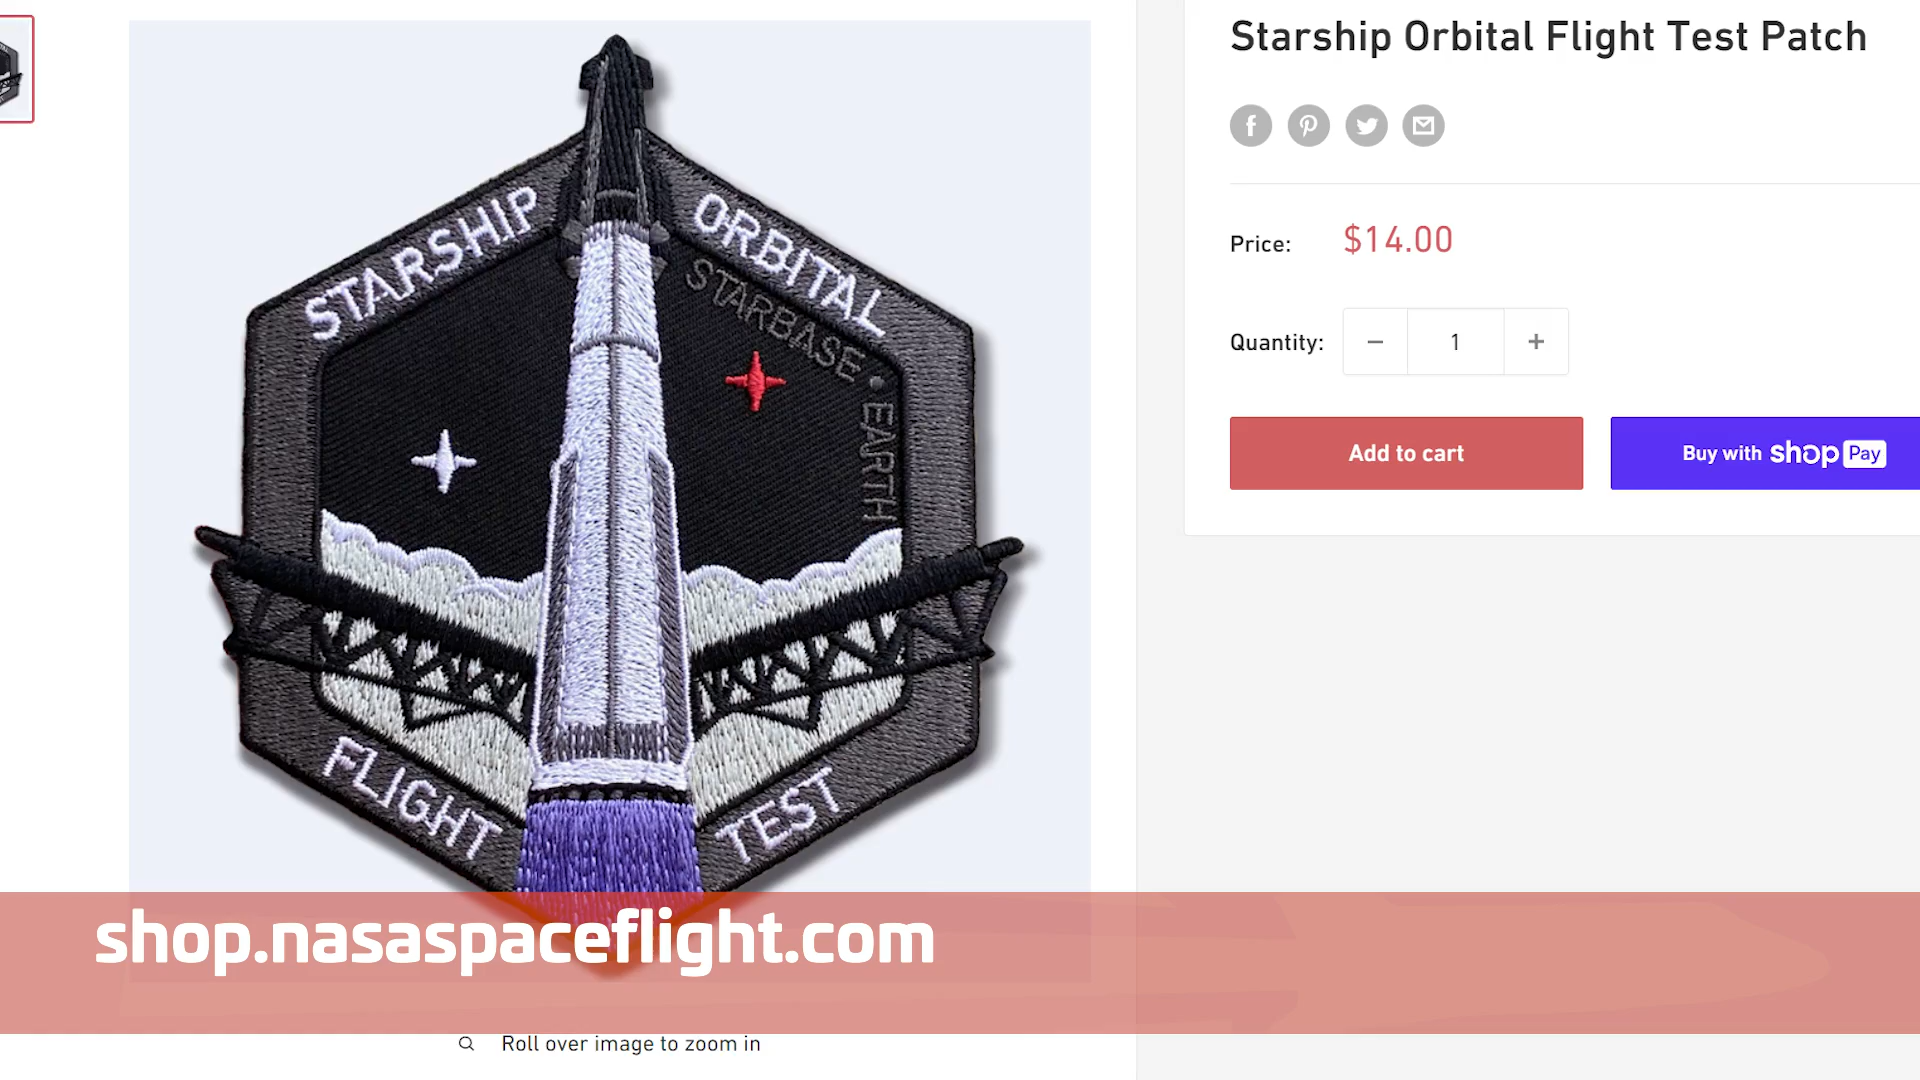 Starship Orbital Flight Test Patch
STARSHIP
ORBITAL
STARBASE • EARTH
FLIGHT
TEST
Price: $14.00
Quantity: − 1 +
Add to cart
Buy with shop Pay
shop.nasaspaceflight.com
Roll over image to zoom in